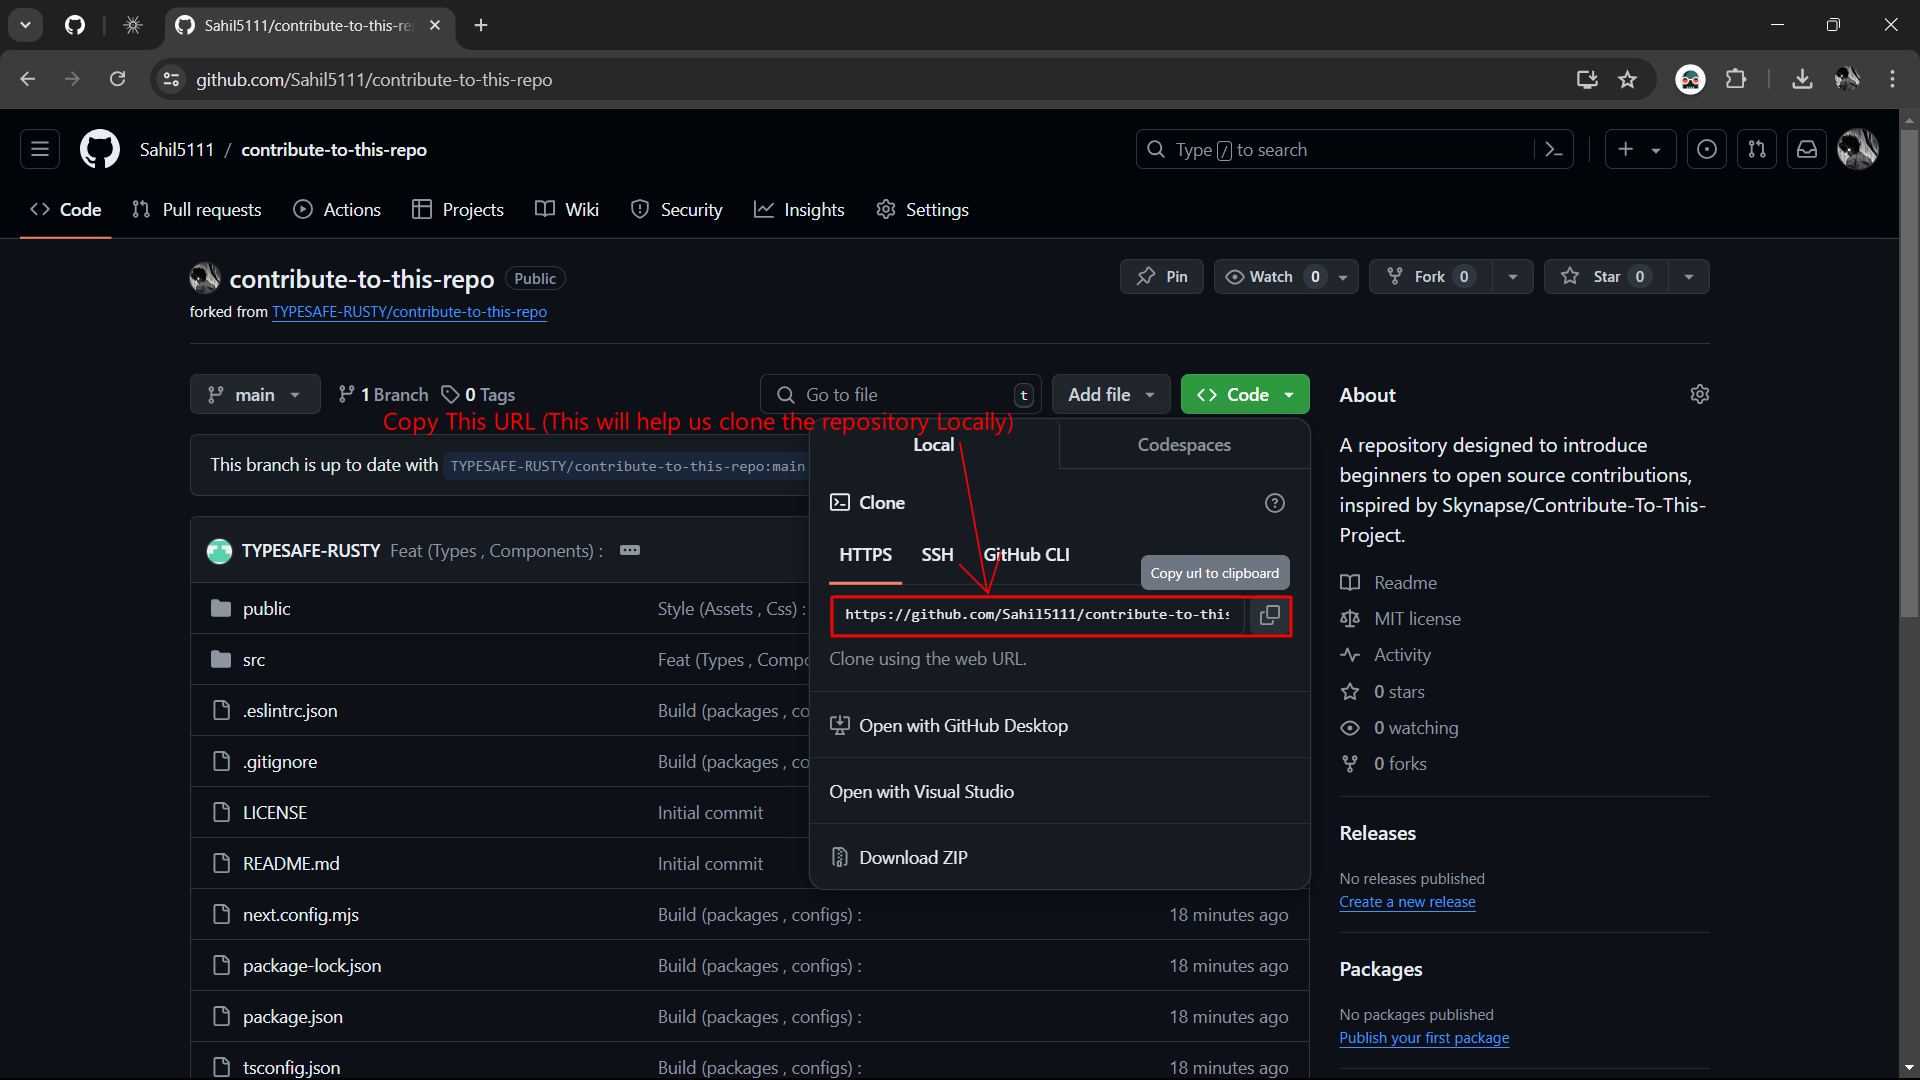 Sahil5111/contribute-to-this-re
github.com/Sahil5111/contribute-to-this-repo
Sahil5111 / contribute-to-this-repo
Type / to search
Code
Pull requests
Actions
Projects
Wiki
Security
Insights
Settings
contribute-to-this-repo Public
Pin
Watch 0
Fork 0
Star 0
forked from TYPESAFE-RUSTY/contribute-to-this-repo
main
1 Branch
0 Tags
Go to file t
Add file
Code
Copy This URL (This will help us clone the repository Locally)
This branch is up to date with TYPESAFE-RUSTY/contribute-to-this-repo:main
Local
Codespaces
Clone
HTTPS
SSH
GitHub CLI
Copy url to clipboard
https://github.com/Sahil5111/contribute-to-this
Clone using the web URL.
Open with GitHub Desktop
Open with Visual Studio
Download ZIP
TYPESAFE-RUSTY Feat (Types , Components) :
public Style (Assets , Css) :
src Feat (Types , Compo
.eslintrc.json Build (packages , co
.gitignore Build (packages , co
LICENSE Initial commit
README.md Initial commit
next.config.mjs Build (packages , configs) : 18 minutes ago
package-lock.json Build (packages , configs) : 18 minutes ago
package.json Build (packages , configs) : 18 minutes ago
tsconfig.json Build (packages , configs) : 18 minutes ago
About
A repository designed to introduce
beginners to open source contributions,
inspired by Skynapse/Contribute-To-This-
Project.
Readme
MIT license
Activity
0 stars
0 watching
0 forks
Releases
No releases published
Create a new release
Packages
No packages published
Publish your first package